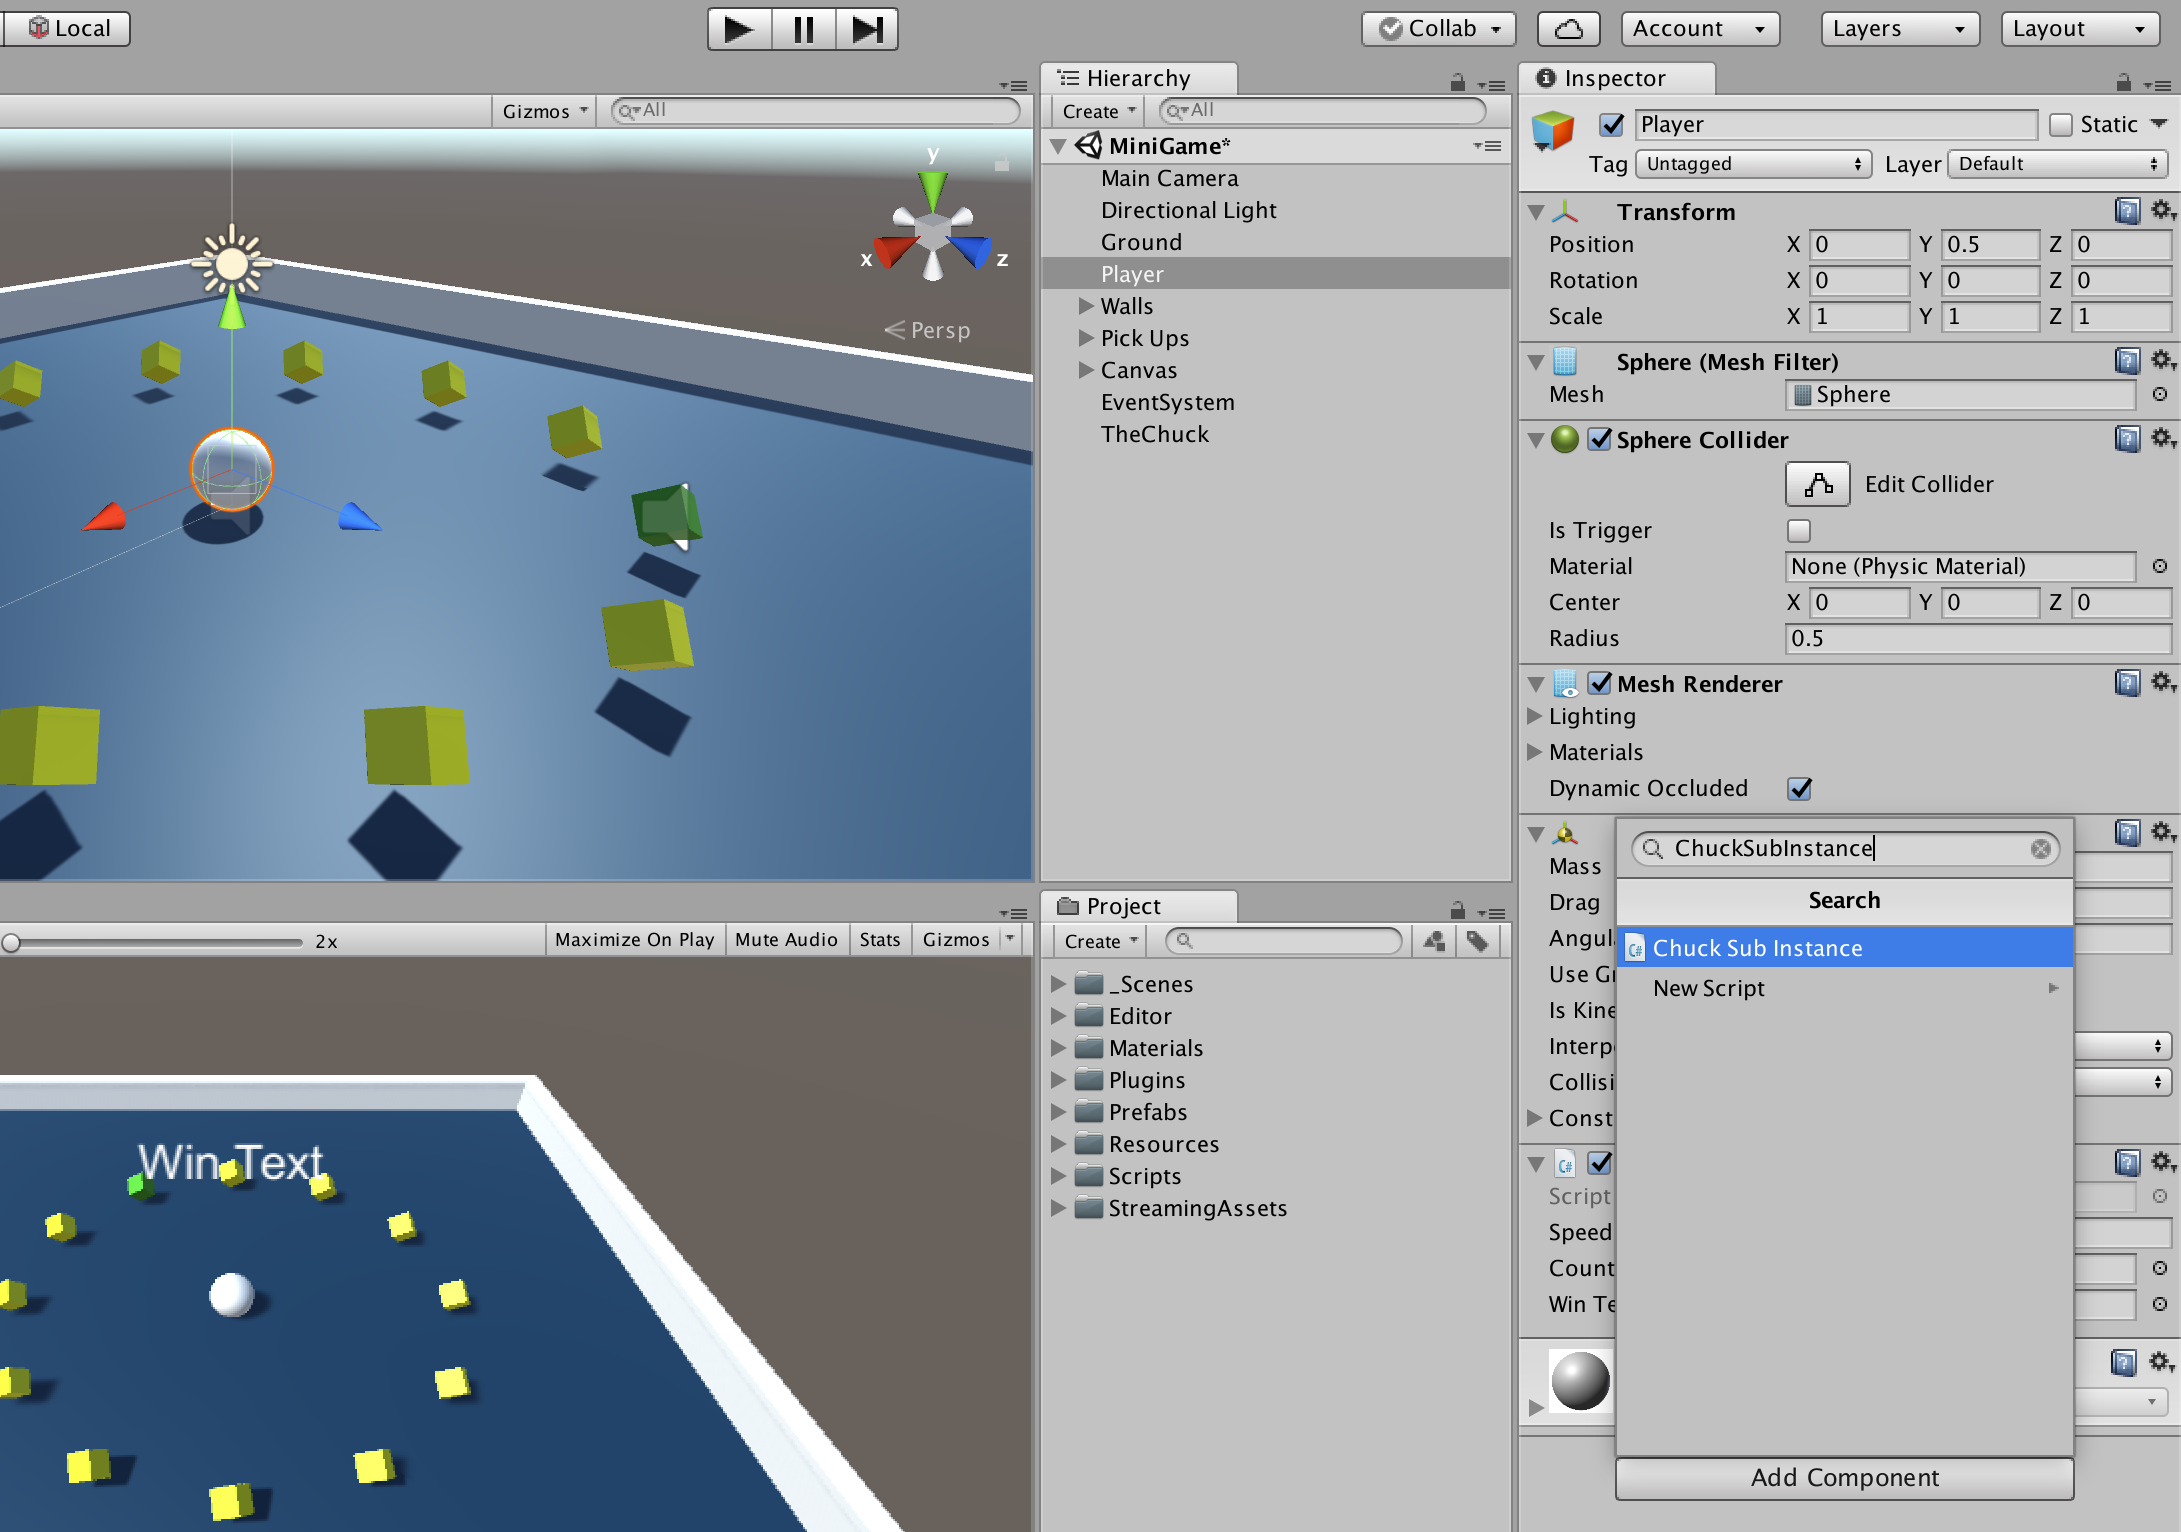 Local
Collab
Account
Layers
Layout
Gizmos
All
y
x
z
Persp
2x
Maximize On Play
Mute Audio
Stats
Gizmos
Win Text
Hierarchy
Create
All
MiniGame*
Main Camera
Directional Light
Ground
Player
Walls
Pick Ups
Canvas
EventSystem
TheChuck
Project
Create
_Scenes
Editor
Materials
Plugins
Prefabs
Resources
Scripts
StreamingAssets
Inspector
Player
Static
Tag Untagged Layer Default
Transform
Position X 0 Y 0.5 Z 0
Rotation X 0 Y 0 Z 0
Scale X 1 Y 1 Z 1
Sphere (Mesh Filter)
Mesh Sphere
Sphere Collider
Edit Collider
Is Trigger
Material None (Physic Material)
Center X 0 Y 0 Z 0
Radius 0.5
Mesh Renderer
Lighting
Materials
Dynamic Occluded
Mass
Drag
Angul
Use Gr
Is Kine
Interp
Collisi
Const
C#
Script
Speed
Count
Win Te
ChuckSubInstance
Search
C# Chuck Sub Instance
New Script
Add Component